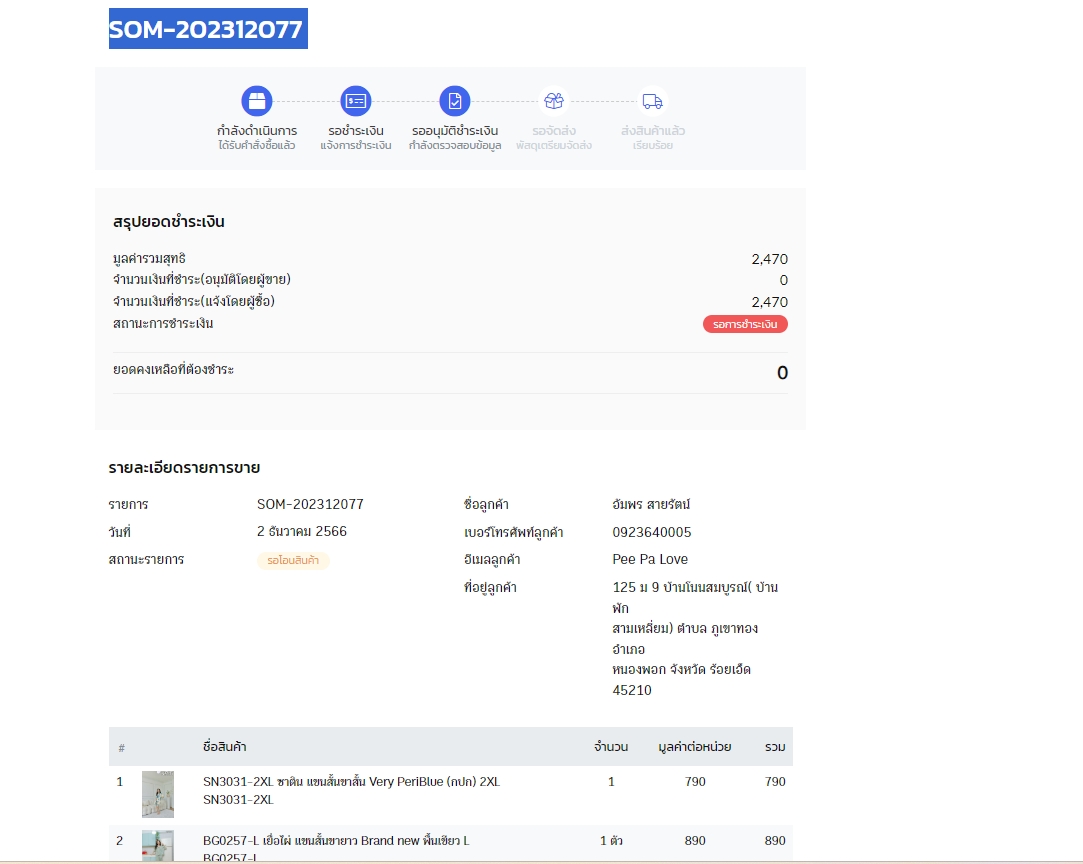 SOM-202312077
กำลังดำเนินการ
ได้รับคำสั่งซื้อแล้ว
รอชำระเงิน
แจ้งการชำระเงิน
รออนุมัติชำระเงิน
กำลังตรวจสอบข้อมูล
รอจัดส่ง
พัสดุเตรียมจัดส่ง
ส่งสินค้าแล้ว
เรียบร้อย
สรุปยอดชำระเงิน
มูลค่ารวมสุทธิ 2,470
จำนวนเงินที่ชำระ(อนุมัติโดยผู้ขาย) 0
จำนวนเงินที่ชำระ(แจ้งโดยผู้ซื้อ) 2,470
สถานะการชำระเงิน รอการชำระเงิน
ยอดคงเหลือที่ต้องชำระ 0
รายละเอียดรายการขาย
รายการ SOM-202312077
วันที่ 2 ธันวาคม 2566
สถานะรายการ รอโอนสินค้า
ชื่อลูกค้า อัมพร สายรัตน์
เบอร์โทรศัพท์ลูกค้า 0923640005
อีเมลลูกค้า Pee Pa Love
ที่อยู่ลูกค้า 125 ม 9 บ้านโนนสมบูรณ์( บ้าน
พัก
สามเหลี่ยม) ตำบล ภูเขาทอง
อำเภอ
หนองพอก จังหวัด ร้อยเอ็ด
45210
# ชื่อสินค้า จำนวน มูลค่าต่อหน่วย รวม
1 SN3031-2XL ซาติน แขนสั้นขาสั้น Very PeriBlue (กปก) 2XL 1 790 790
SN3031-2XL
2 BG0257-L เยื่อไผ่ แขนสั้นขายาว Brand new พื้นเขียว L 1 ตัว 890 890
BG0257-L